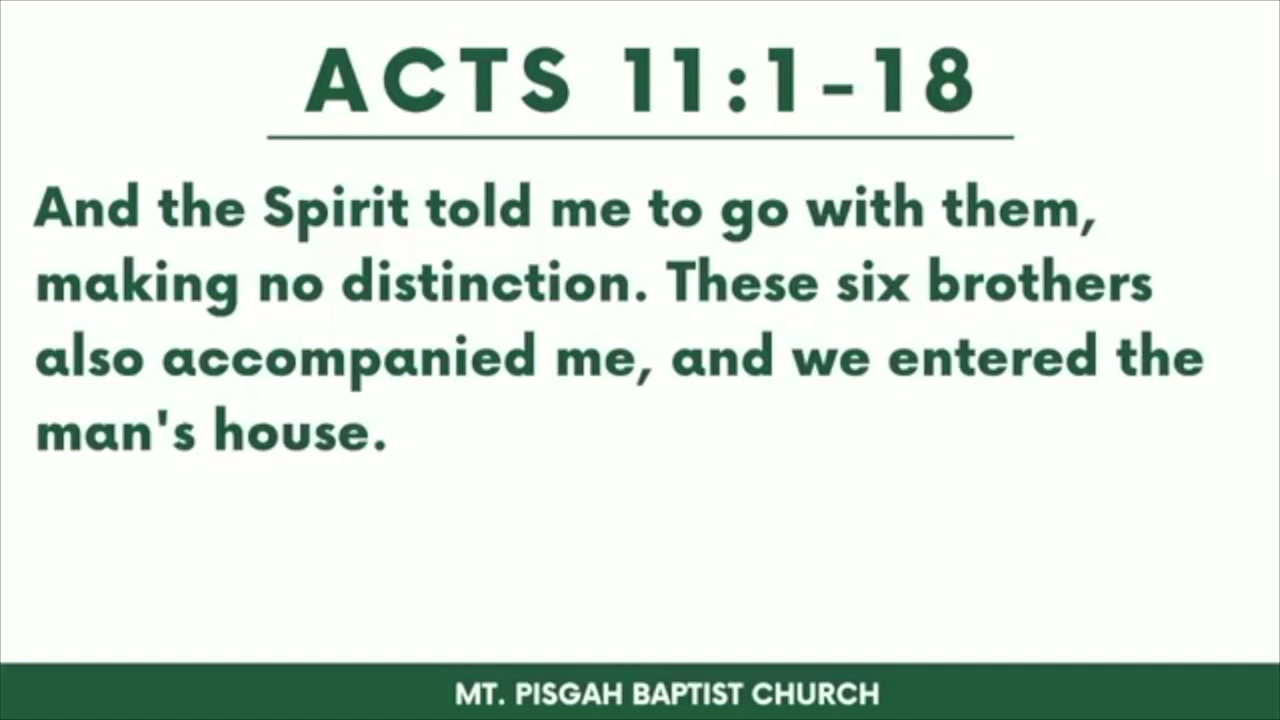 ACTS 11:1-18
And the Spirit told me to go with them,
making no distinction. These six brothers
also accompanied me, and we entered the
man's house.
MT. PISGAH BAPTIST CHURCH